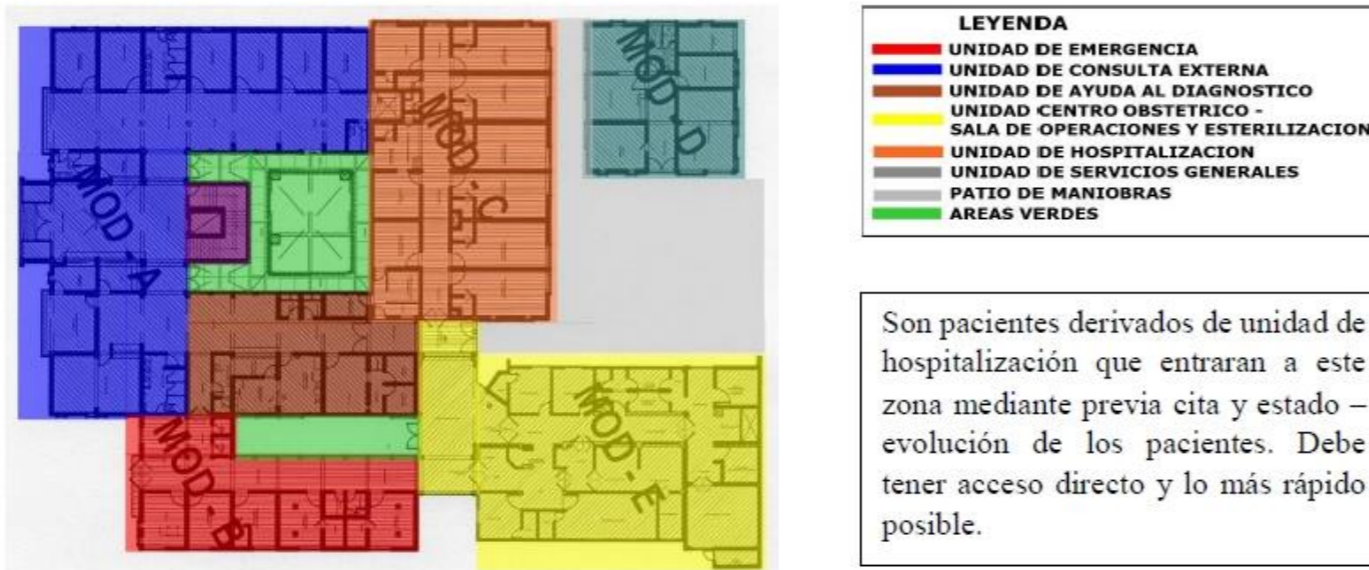 MOD.-A
MOD.-B
MOD.-C
MOD.-D
MOD.-E
LEYENDA
UNIDAD DE EMERGENCIA
UNIDAD DE CONSULTA EXTERNA
UNIDAD DE AYUDA AL DIAGNOSTICO
UNIDAD CENTRO OBSTETRICO -
SALA DE OPERACIONES Y ESTERILIZACION
UNIDAD DE HOSPITALIZACION
UNIDAD DE SERVICIOS GENERALES
PATIO DE MANIOBRAS
AREAS VERDES
Son pacientes derivados de unidad de
hospitalización que entraran a este
zona mediante previa cita y estado –
evolución de los pacientes. Debe
tener acceso directo y lo más rápido
posible.